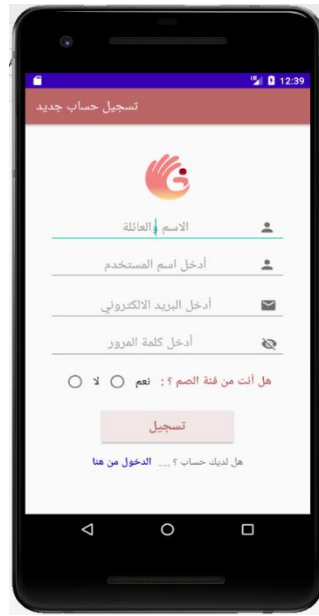 12:39
تسجيل حساب جديد
الاسم والعائلة
أدخل اسم المستخدم
أدخل البريد الالكتروني
أدخل كلمة المرور
هل أنت من فئة الصم ؟ : نعم لا
تسجيل
هل لديك حساب ؟ .... الدخول من هنا